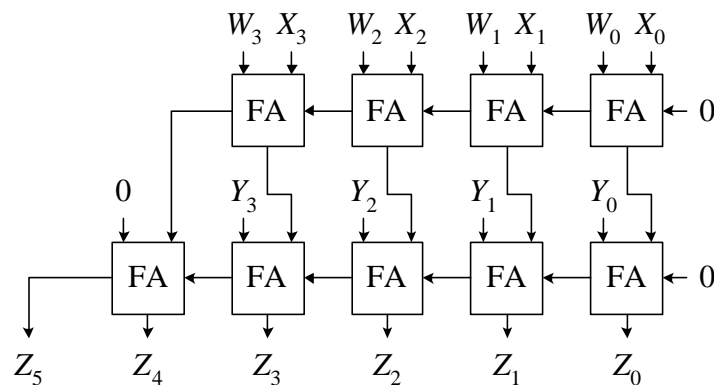 W₃ X₃ W₂ X₂ W₁ X₁ W₀ X₀
FA FA FA FA 0
0 Y₃ Y₂ Y₁ Y₀
FA FA FA FA FA 0
Z₅ Z₄ Z₃ Z₂ Z₁ Z₀